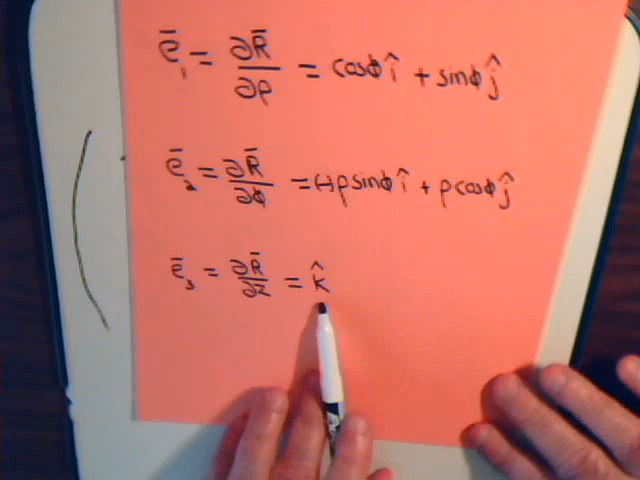 ē₁ = ∂R̄/∂ρ = cosϕ î + sinϕ ĵ
ē₂ = ∂R̄/∂ϕ = (-)ρ sinϕ î + ρ cosϕ ĵ
ē₃ = ∂R̄/∂z = k̂